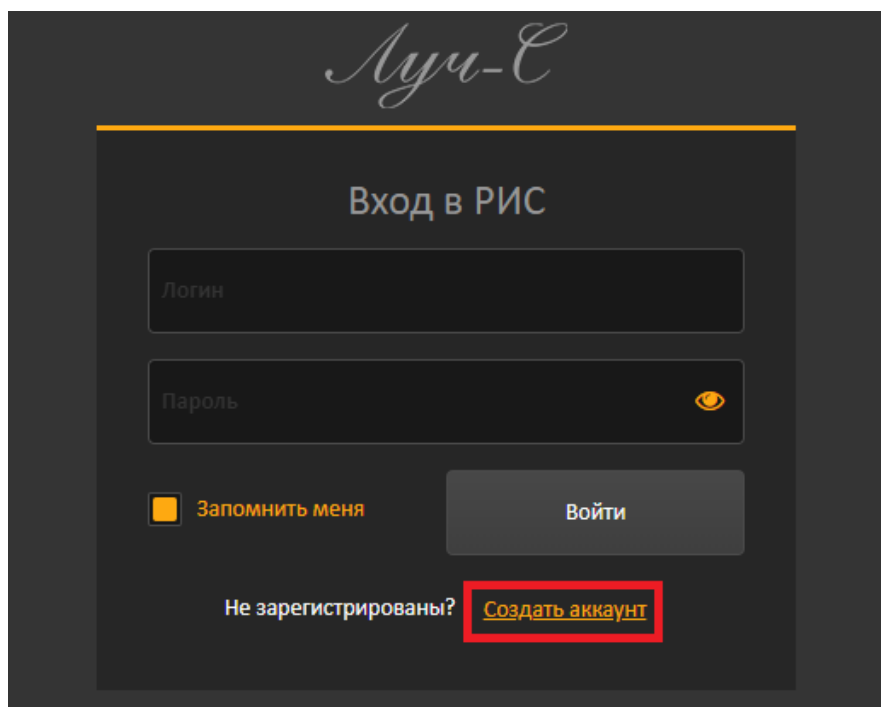 Луч-С
Вход в РИС
Логин
Пароль
Запомнить меня
Войти
Не зарегистрированы? Создать аккаунт